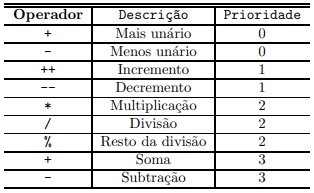 Operador Descrição Prioridade
+ Mais unário 0
- Menos unário 0
++ Incremento 1
-- Decremento 1
* Multiplicação 2
/ Divisão 2
% Resto da divisão 2
+ Soma 3
- Subtração 3